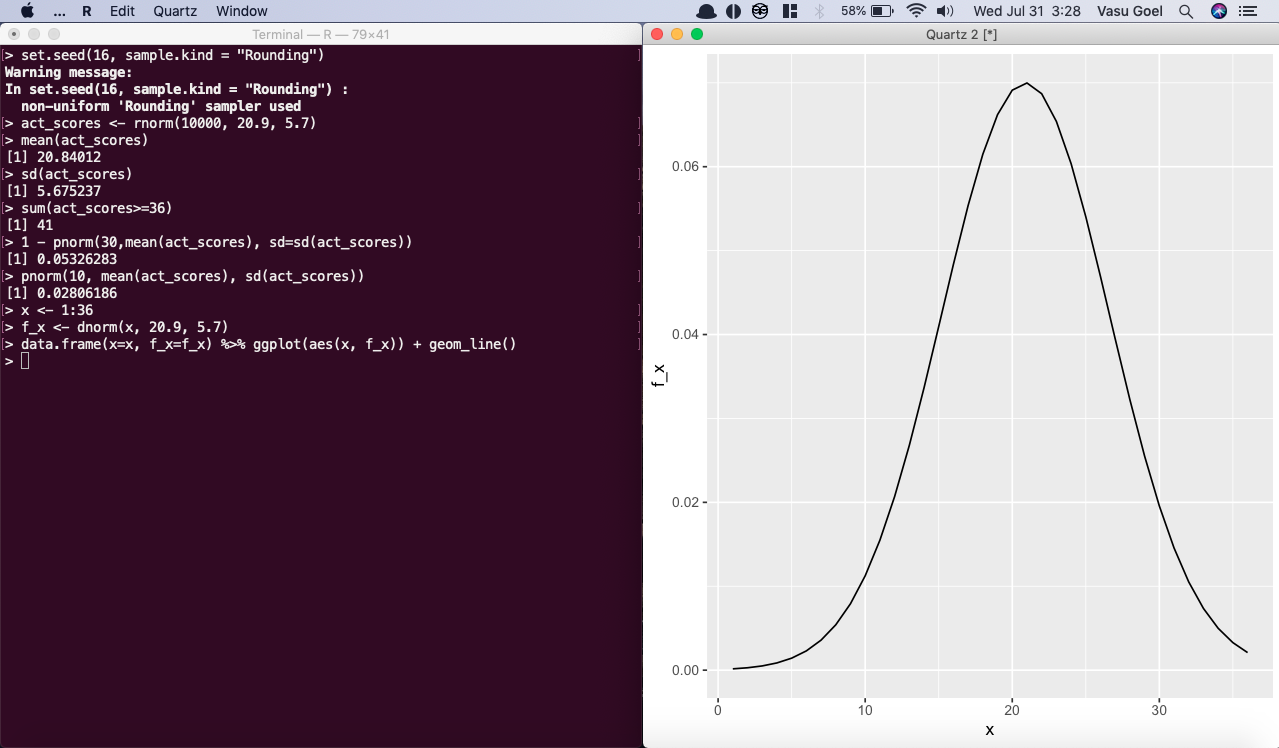 ... R Edit Quartz Window 58% Wed Jul 31 3:28 Vasu Goel
Terminal — R — 79×41
[> set.seed(16, sample.kind = "Rounding") ]
Warning message:
In set.seed(16, sample.kind = "Rounding") :
  non-uniform 'Rounding' sampler used
[> act_scores <- rnorm(10000, 20.9, 5.7) ]
[> mean(act_scores) ]
[1] 20.84012
[> sd(act_scores) ]
[1] 5.675237
[> sum(act_scores>=36) ]
[1] 41
[> 1 - pnorm(30,mean(act_scores), sd=sd(act_scores)) ]
[1] 0.05326283
[> pnorm(10, mean(act_scores), sd(act_scores)) ]
[1] 0.02806186
[> x <- 1:36 ]
[> f_x <- dnorm(x, 20.9, 5.7) ]
[> data.frame(x=x, f_x=f_x) %>% ggplot(aes(x, f_x)) + geom_line() ]
>
Quartz 2 [*]
0.06
0.04
f_x
0.02
0.00
0 10 20 30
x